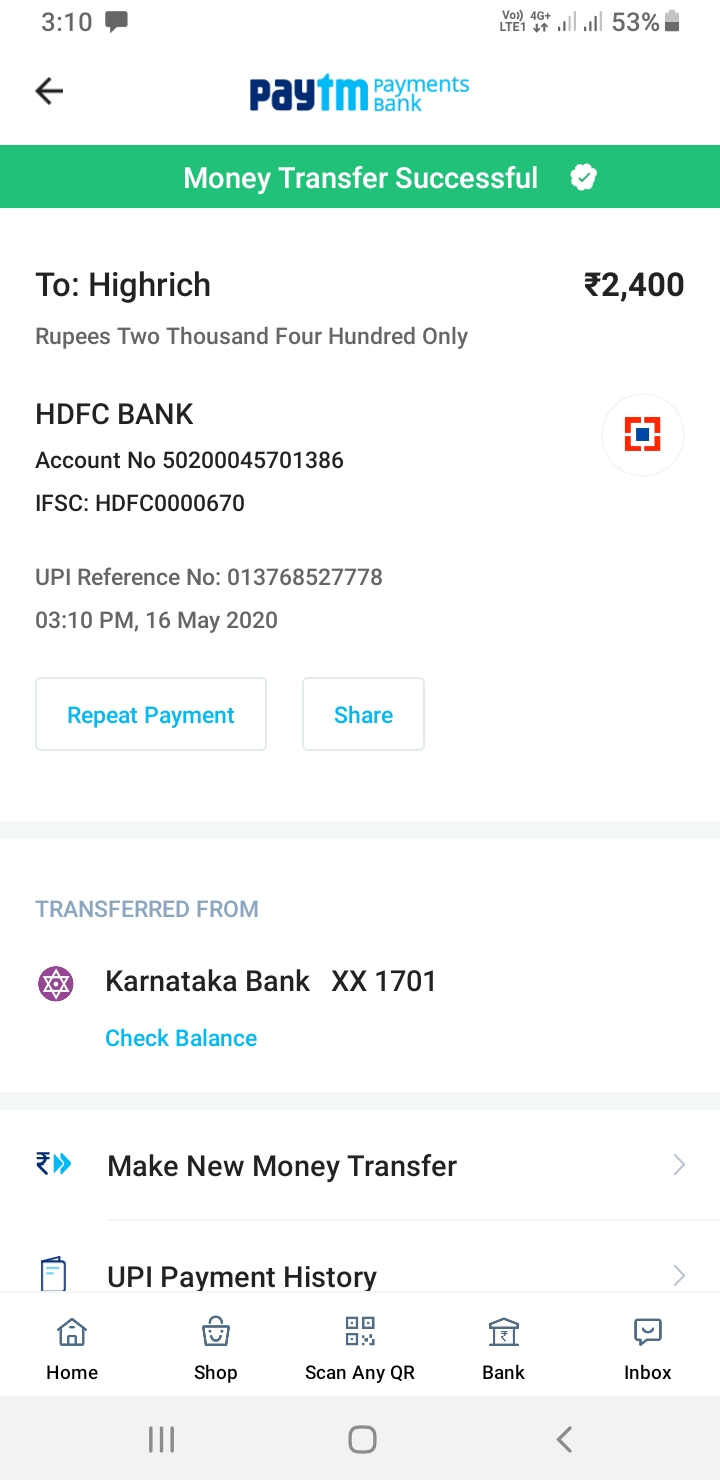 3:10
Vo)) 4G+ 53%
LTE1
paytm Payments
Bank
Money Transfer Successful
To: Highrich ₹2,400
Rupees Two Thousand Four Hundred Only
HDFC BANK
Account No 50200045701386
IFSC: HDFC0000670
UPI Reference No: 013768527778
03:10 PM, 16 May 2020
Repeat Payment Share
TRANSFERRED FROM
Karnataka Bank XX 1701
Check Balance
₹ Make New Money Transfer
UPI Payment History
Home Shop Scan Any QR Bank Inbox